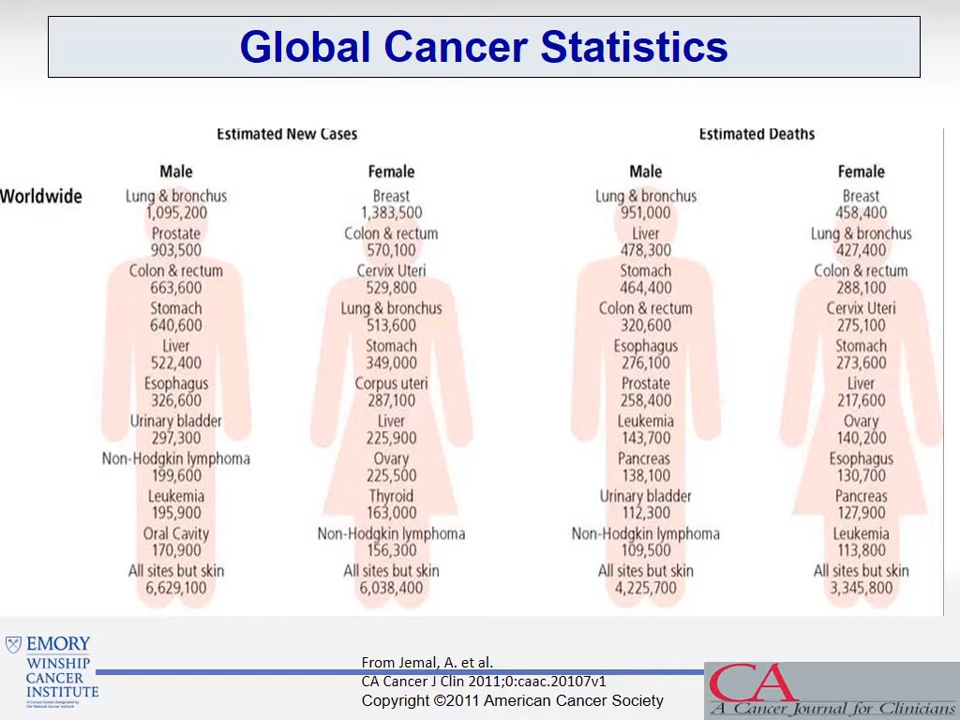 Global Cancer Statistics
Estimated New Cases
Estimated Deaths
Male
Female
Male
Female
Worldwide
Lung & bronchus
1,095,200
Prostate
903,500
Colon & rectum
663,600
Stomach
640,600
Liver
522,400
Esophagus
326,600
Urinary bladder
297,300
Non-Hodgkin lymphoma
199,600
Leukemia
195,900
Oral Cavity
170,900
All sites but skin
6,629,100
Breast
1,383,500
Colon & rectum
570,100
Cervix Uteri
529,800
Lung & bronchus
513,600
Stomach
349,000
Corpus uteri
287,100
Liver
225,900
Ovary
225,500
Thyroid
163,000
Non-Hodgkin lymphoma
156,300
All sites but skin
6,038,400
Lung & bronchus
951,000
Liver
478,300
Stomach
464,400
Colon & rectum
320,600
Esophagus
276,100
Prostate
258,400
Leukemia
143,700
Pancreas
138,100
Urinary bladder
112,300
Non-Hodgkin lymphoma
109,500
All sites but skin
4,225,700
Breast
458,400
Lung & bronchus
427,400
Colon & rectum
288,100
Cervix Uteri
275,100
Stomach
273,600
Liver
217,600
Ovary
140,200
Esophagus
130,700
Pancreas
127,900
Leukemia
113,800
All sites but skin
3,345,800
EMORY
WINSHIP
CANCER
INSTITUTE
A Cancer Center Designated by
the National Cancer Institute
From Jemal, A. et al.
CA Cancer J Clin 2011;0:caac.20107v1
Copyright ©2011 American Cancer Society
CA
A Cancer Journal for Clinicians